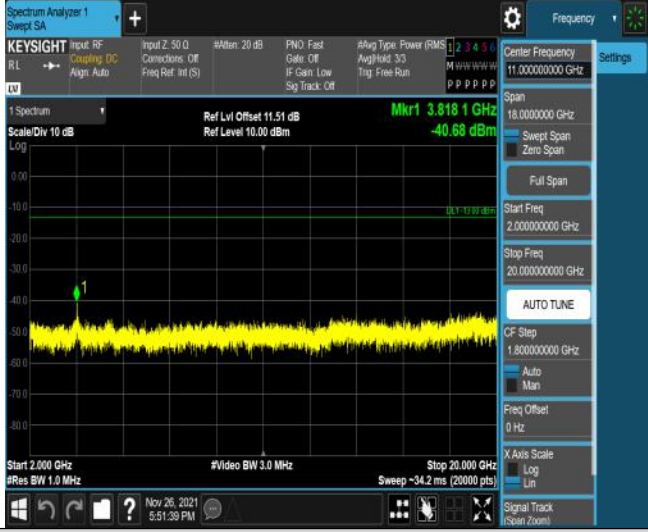 Spectrum Analyzer 1
Swept SA
+
Frequency
KEYSIGHT
Input: RF
Input Z: 50 Ω
#Atten: 20 dB
PNO: Fast
#Avg Type: Power (RMS
1 2 3 4 5 6
RL
Coupling: DC
Corrections: Off
Gate: Off
Avg|Hold: 3/3
M W W W W W
Align: Auto
Freq Ref: Int (S)
IF Gain: Low
Trig: Free Run
Sig Track: Off
P P P P P P
LV
1 Spectrum
Ref Lvl Offset 11.51 dB
Mkr1 3.818 1 GHz
Scale/Div 10 dB
Ref Level 10.00 dBm
-40.68 dBm
Log
0.00
-10.0
DL1 -13.00 dBm
-20.0
-30.0
1
-40.0
-50.0
-60.0
-70.0
-80.0
Start 2.000 GHz
#Video BW 3.0 MHz
Stop 20.000 GHz
#Res BW 1.0 MHz
Sweep ~34.2 ms (20000 pts)
?
Nov 26, 2021
5:51:39 PM
Center Frequency
11.000000000 GHz
Settings
Span
18.0000000 GHz
Swept Span
Zero Span
Full Span
Start Freq
2.000000000 GHz
Stop Freq
20.000000000 GHz
AUTO TUNE
CF Step
1.800000000 GHz
Auto
Man
Freq Offset
0 Hz
X Axis Scale
Log
Lin
Signal Track
(Span Zoom)